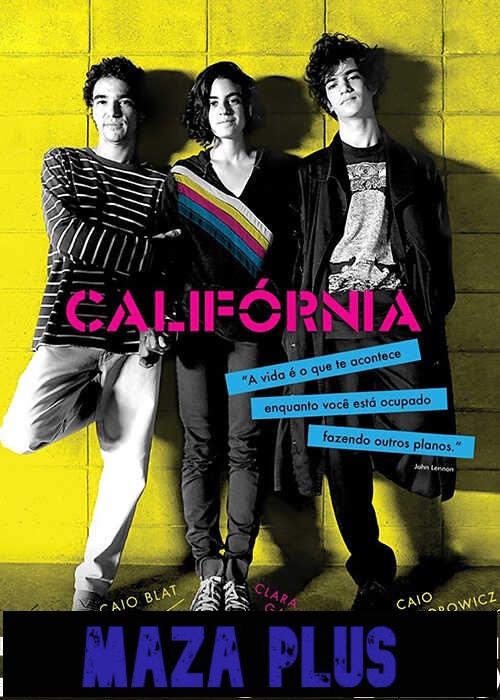 CALIFÓRNIA
"A vida é o que te acontece
enquanto você está ocupado
fazendo outros planos."
John Lennon
CAIO BLAT
CLARA
CAIO
MAZA PLUS